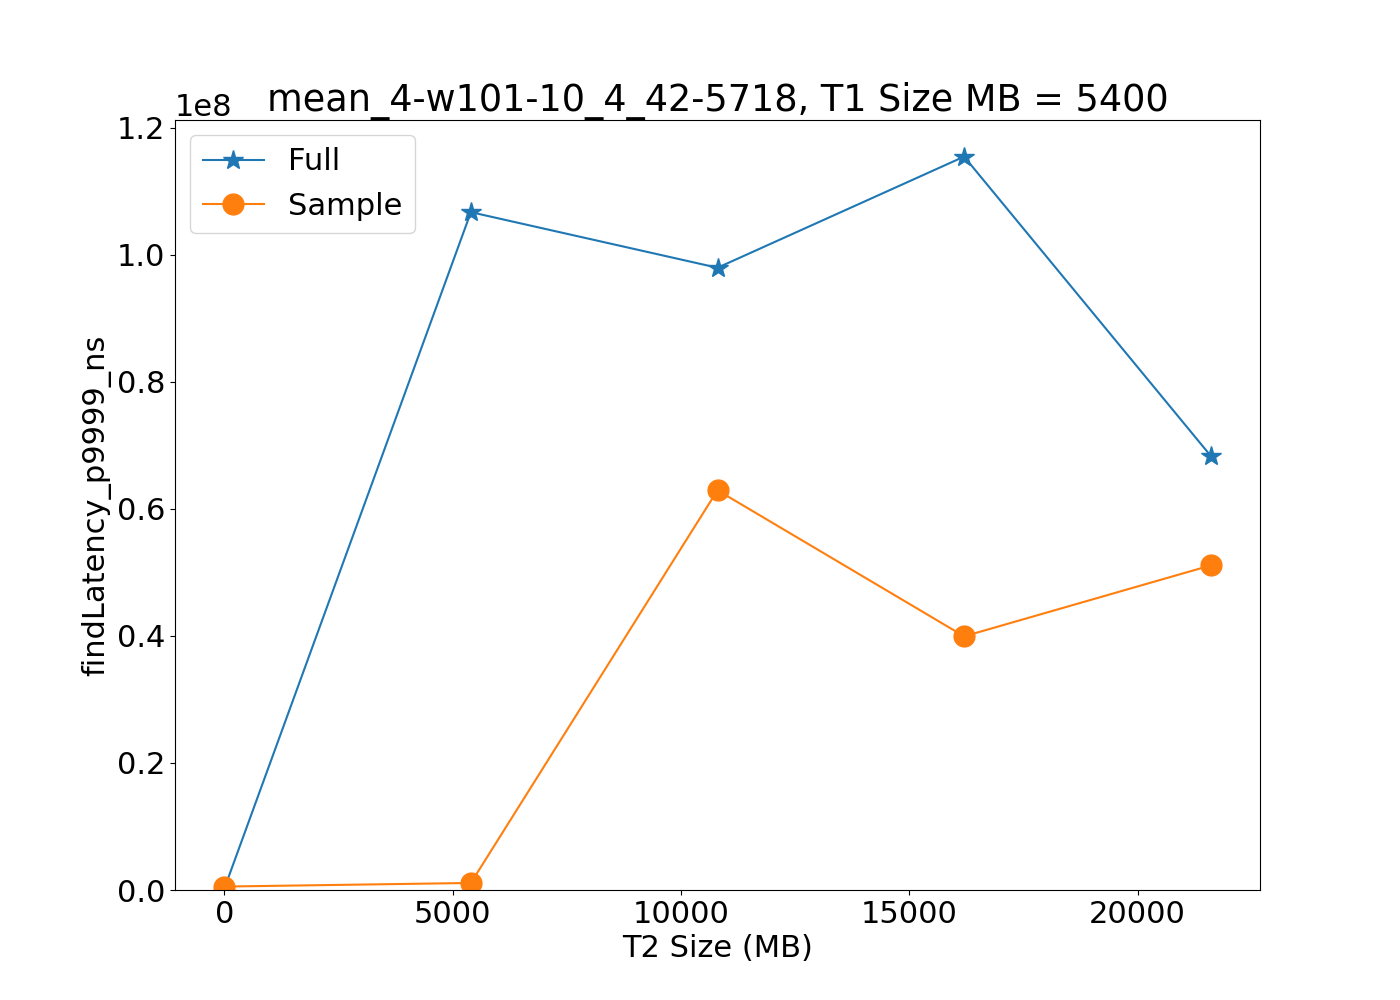 mean_4-w101-10_4_42-5718, T1 Size MB = 5400
1e8
1.2
1.0
0.8
0.6
0.4
0.2
0.0
findLatency_p9999_ns
Full
Sample
0 5000 10000 15000 20000
T2 Size (MB)